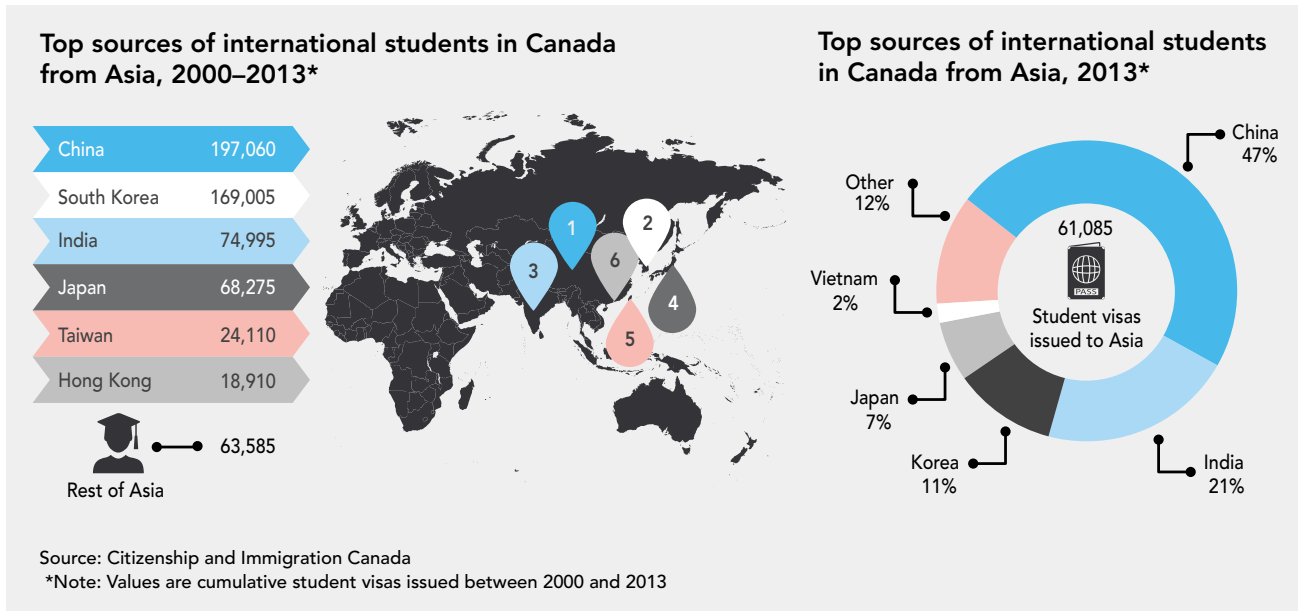 Top sources of international students in Canada
from Asia, 2000–2013*
China 197,060
South Korea 169,005
India 74,995
Japan 68,275
Taiwan 24,110
Hong Kong 18,910
63,585
Rest of Asia
1
2
3
6
4
5
Top sources of international students
in Canada from Asia, 2013*
China
47%
Other
12%
61,085
PASS
Vietnam
2%
Student visas
issued to Asia
Japan
7%
Korea
11%
India
21%
Source: Citizenship and Immigration Canada
*Note: Values are cumulative student visas issued between 2000 and 2013